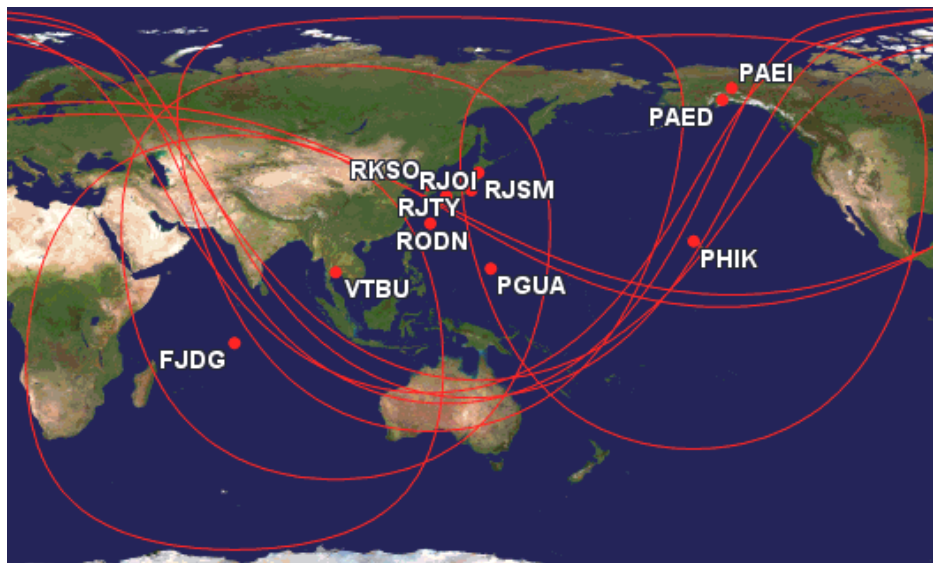 PAEI
PAED
RKSO
RJOI
RJSM
RJTY
RODN
PHIK
VTBU
PGUA
FJDG